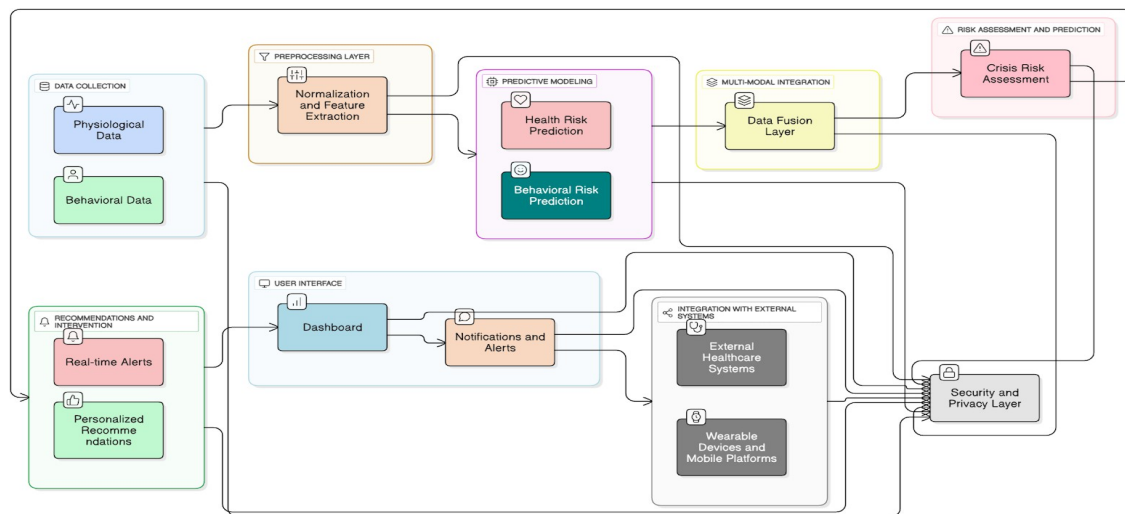 RISK ASSESSMENT AND PREDICTION
Crisis Risk
Assessment
PREPROCESSING LAYER
Normalization
and Feature
Extraction
DATA COLLECTION
Physiological
Data
Behavioral Data
PREDICTIVE MODELING
Health Risk
Prediction
Behavioral Risk
Prediction
MULTI-MODAL INTEGRATION
Data Fusion
Layer
USER INTERFACE
Dashboard
Notifications and
Alerts
RECOMMENDATIONS AND
INTERVENTION
Real-time Alerts
Personalized
Recomme
ndations
INTEGRATION WITH EXTERNAL
SYSTEMS
External
Healthcare
Systems
Wearable
Devices and
Mobile Platforms
Security and
Privacy Layer